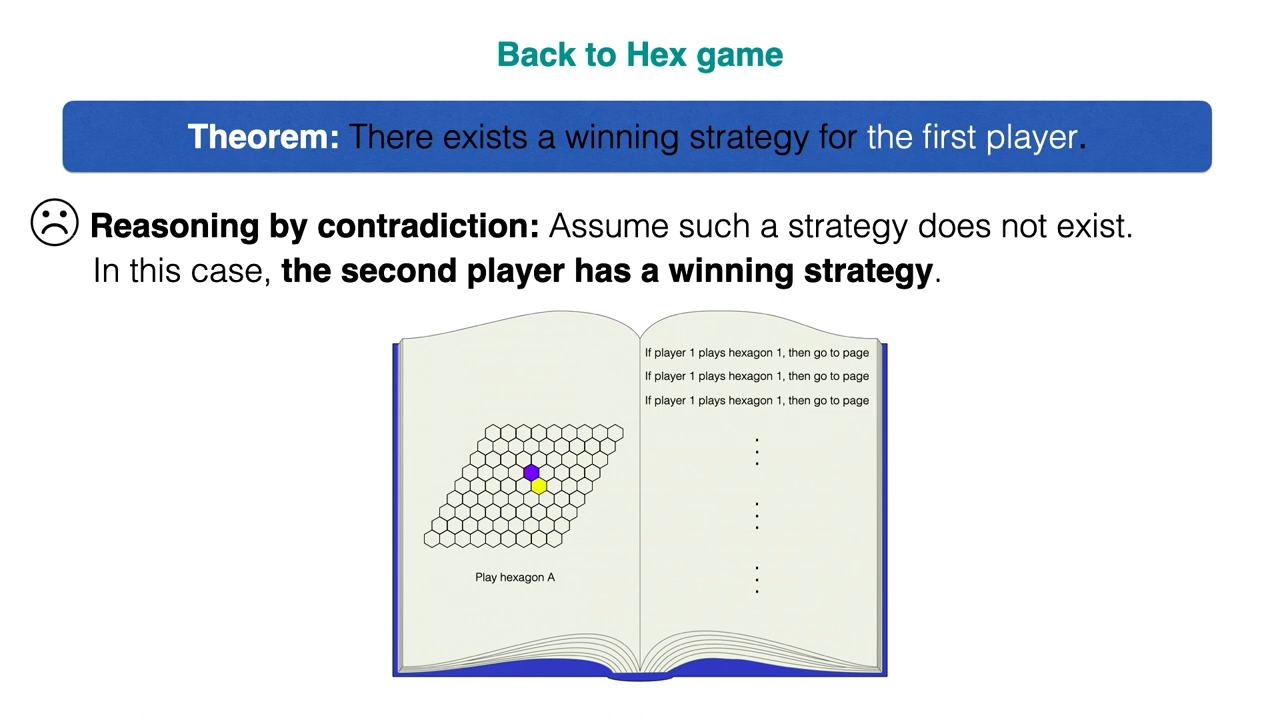 Back to Hex game
Theorem: There exists a winning strategy for the first player.
Reasoning by contradiction: Assume such a strategy does not exist.
In this case, the second player has a winning strategy.
If player 1 plays hexagon 1, then go to page
If player 1 plays hexagon 1, then go to page
If player 1 plays hexagon 1, then go to page
Play hexagon A